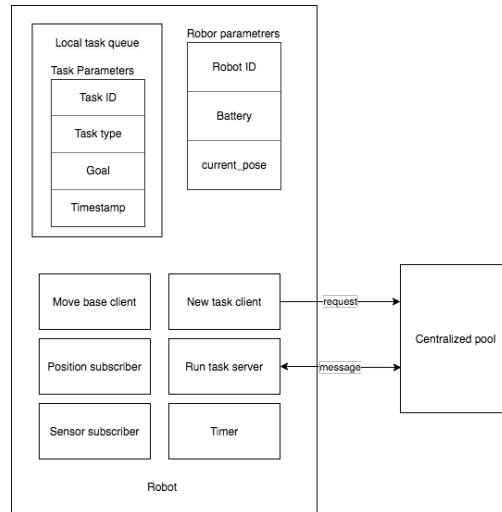 Local task queue
Task Parameters
Task ID
Task type
Goal
Timestamp
Robor parametrers
Robot ID
Battery
current_pose
Move base client
New task client
request
Position subscriber
Run task server
message
Sensor subscriber
Timer
Robot
Centralized pool